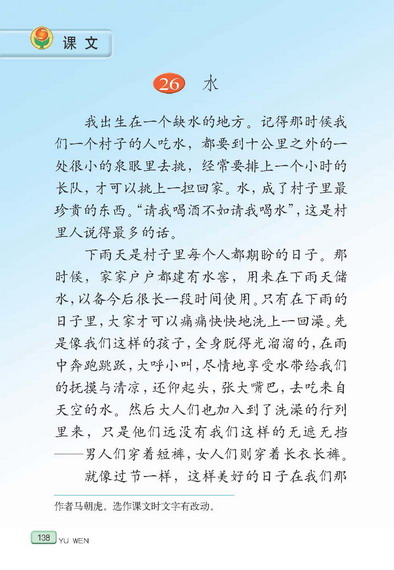 课文
26 水
我出生在一个缺水的地方。记得那时候我
们一个村子的人吃水，都要到十公里之外的一
处很小的泉眼里去挑，经常要排上一个小时的
长队，才可以挑上一担回家。水，成了村子里最
珍贵的东西。“请我喝酒不如请我喝水”，这是村
里人说得最多的话。
下雨天是村子里每个人都期盼的日子。那
时候，家家户户都建有水窖，用来在下雨天储
水，以备今后很长一段时间使用。只有在下雨的
日子里，大家才可以痛痛快快地洗上一回澡。先
是像我们这样的孩子，全身脱得光溜溜的，在雨
中奔跑跳跃，大呼小叫，尽情地享受水带给我们
的抚摸与清凉，还仰起头，张大嘴巴，去吃来自
天空的水。然后大人们也加入到了洗澡的行列
里来，只是他们远没有我们这样的无遮无挡
——男人们穿着短裤，女人们则穿着长衣长裤。
就像过节一样，这样美好的日子在我们那
作者马朝虎。选作课文时文字有改动。
138 YU WEN